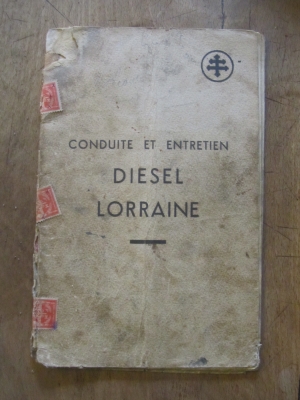 CONDUITE ET ENTRETIEN
DIESEL
LORRAINE